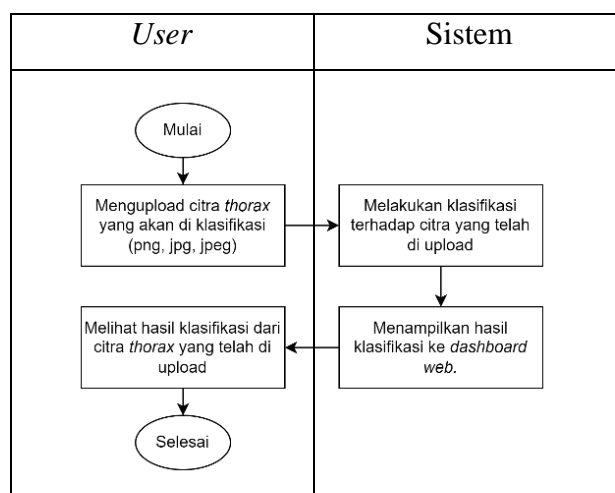 User
Sistem
Mulai
Mengupload citra thorax
yang akan di klasifikasi
(png, jpg, jpeg)
Melakukan klasifikasi
terhadap citra yang telah
di upload
Menampilkan hasil
klasifikasi ke dashboard
web.
Melihat hasil klasifikasi dari
citra thorax yang telah di
upload
Selesai